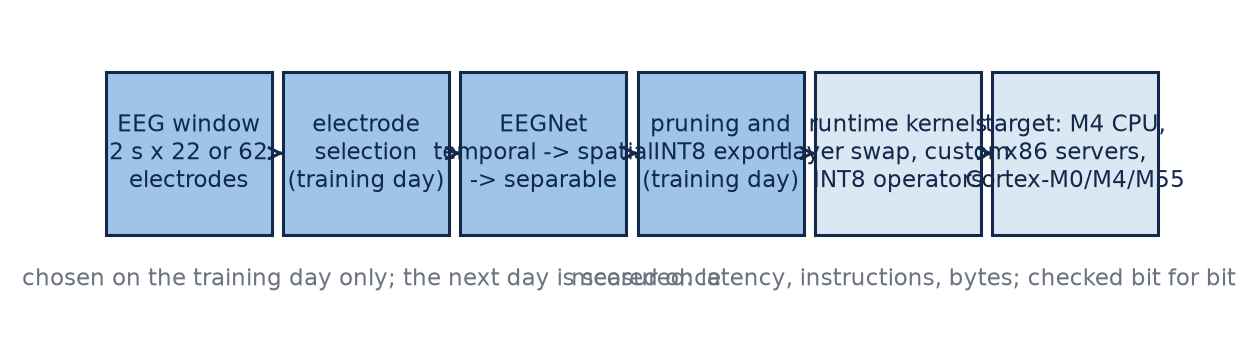 EEG window
2 s x 22 or 62
electrodes
electrode
selection
(training day)
EEGNet
temporal -> spatial
-> separable
pruning and
INT8 export
(training day)
runtime kernels
layer swap, custom
INT8 operators
target: M4 CPU,
x86 servers,
Cortex-M0/M4/M55
chosen on the training day only; the next day is scored once
measured: latency, instructions, bytes; checked bit for bit